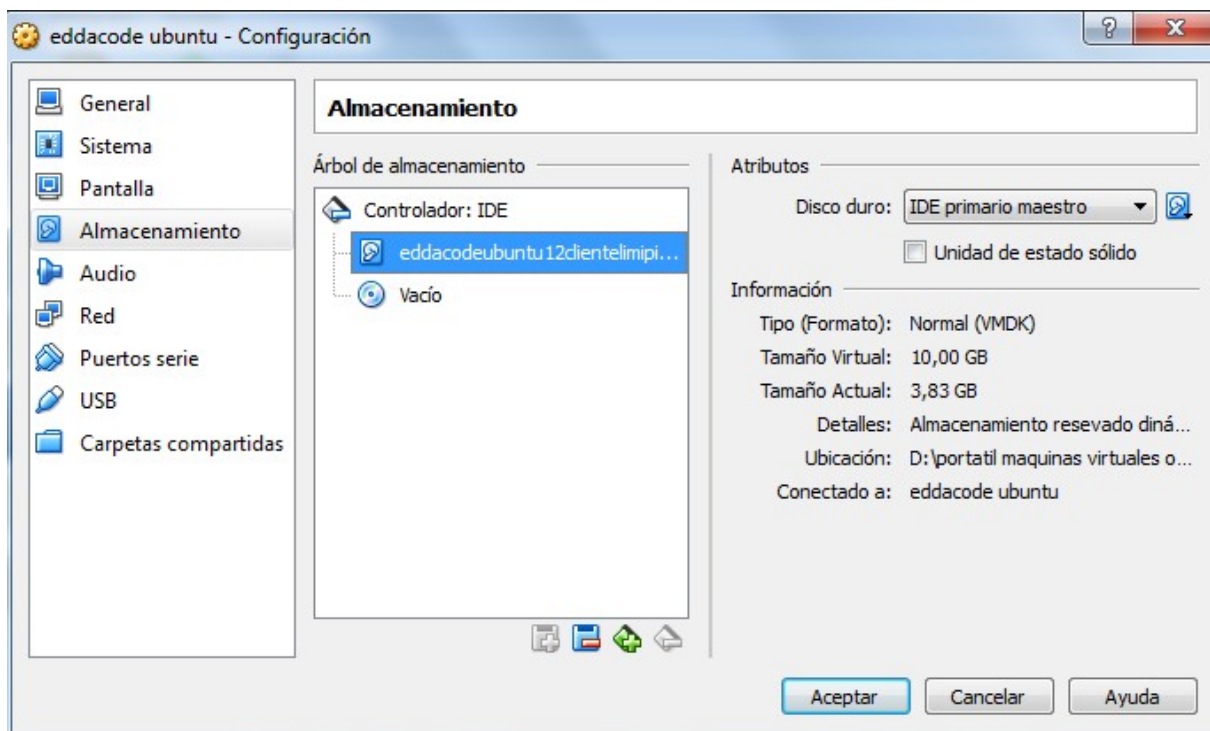 eddacode ubuntu - Configuración
General
Sistema
Pantalla
Almacenamiento
Audio
Red
Puertos serie
USB
Carpetas compartidas
Almacenamiento
Árbol de almacenamiento
Controlador: IDE
eddacodeubuntu12clientelimipi...
Vacío
Atributos
Disco duro: IDE primario maestro
Unidad de estado sólido
Información
Tipo (Formato): Normal (VMDK)
Tamaño Virtual: 10,00 GB
Tamaño Actual: 3,83 GB
Detalles: Almacenamiento resevado diná...
Ubicación: D:\portatil maquinas virtuales o...
Conectado a: eddacode ubuntu
Aceptar Cancelar Ayuda